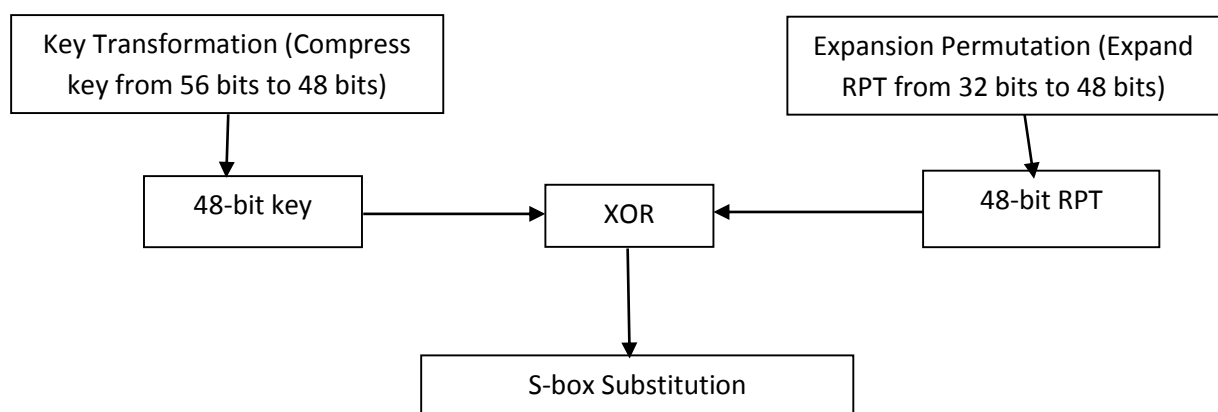 Key Transformation (Compress
key from 56 bits to 48 bits)
Expansion Permutation (Expand
RPT from 32 bits to 48 bits)
48-bit key
XOR
48-bit RPT
S-box Substitution